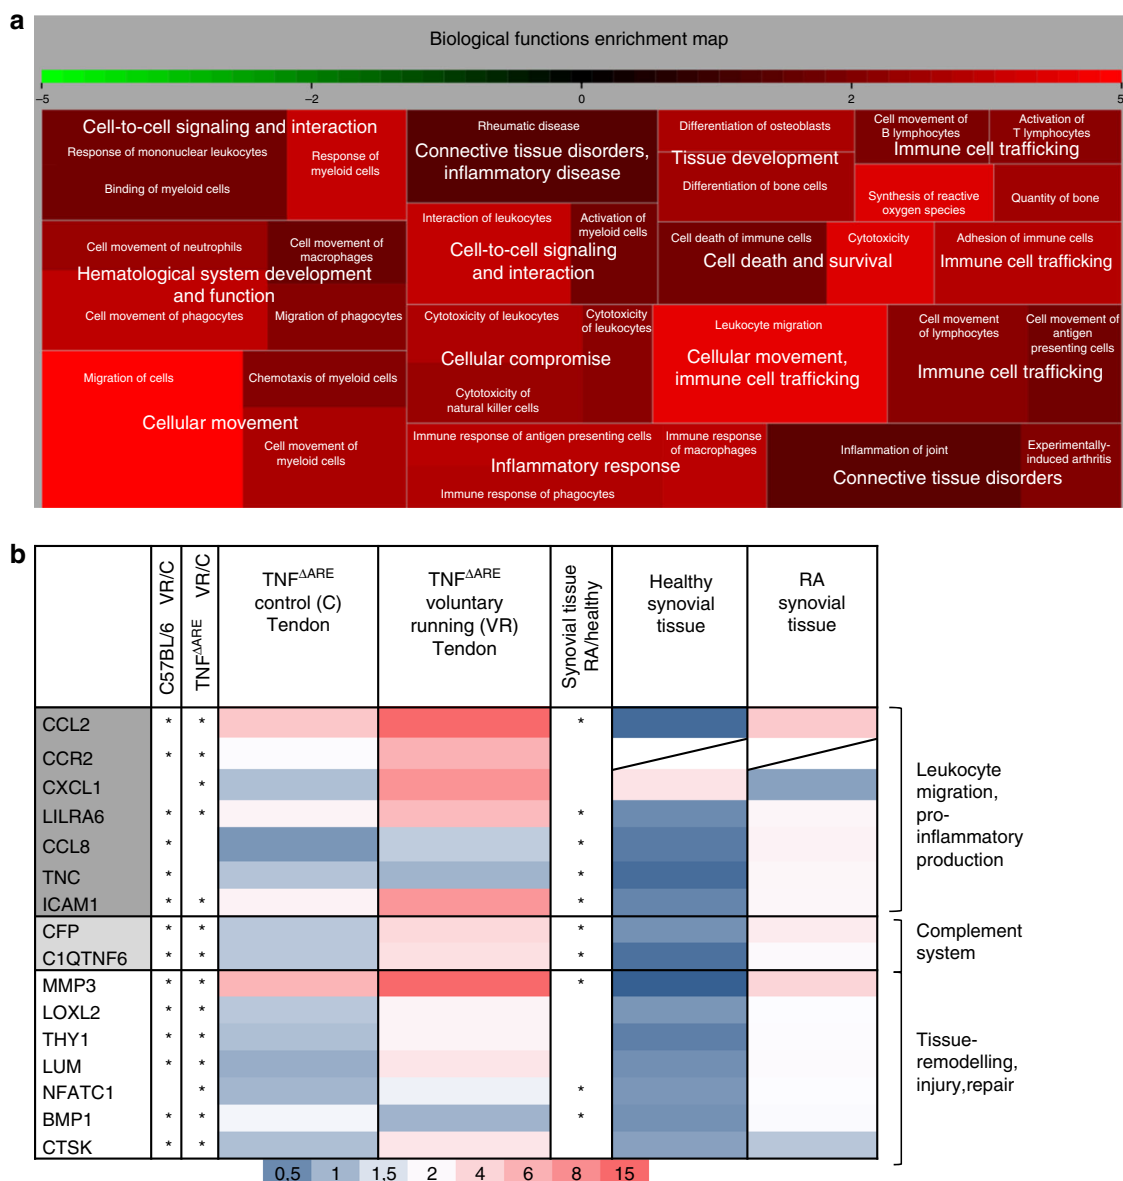 a
Biological functions enrichment map
–5 –2 0 2 5
Cell-to-cell signaling and interaction
Response of mononuclear leukocytes
Response of
myeloid cells
Binding of myeloid cells
Rheumatic disease
Connective tissue disorders,
inflammatory disease
Differentiation of osteoblasts
Tissue development
Differentiation of bone cells
Cell movement of
B lymphocytes
Activation of
T lymphocytes
Immune cell trafficking
Synthesis of reactive
oxygen species
Quantity of bone
Cell movement of neutrophils
Cell movement of
macrophages
Hematological system development
and function
Cell movement of phagocytes
Migration of phagocytes
Interaction of leukocytes
Activation of
myeloid cells
Cell-to-cell signaling
and interaction
Cell death of immune cells
Cytotoxicity
Cell death and survival
Adhesion of immune cells
Immune cell trafficking
Migration of cells
Chemotaxis of myeloid cells
Cellular movement
Cell movement of
myeloid cells
Cytotoxicity of leukocytes
Cytotoxicity
of leukocytes
Cellular compromise
Cytotoxicity of
natural killer cells
Leukocyte migration
Cellular movement,
immune cell trafficking
Cell movement
of lymphocytes
Cell movement of
antigen
presenting cells
Immune cell trafficking
Immune response of antigen presenting cells
Immune response
of macrophages
Inflammatory response
Immune response of phagocytes
Inflammation of joint
Experimentally-
induced arthritis
Connective tissue disorders
b
C57BL/6 VR/C
TNFΔARE VR/C
TNFΔARE
control (C)
Tendon
TNFΔARE
voluntary
running (VR)
Tendon
Synovial tissue
RA/healthy
Healthy
synovial
tissue
RA
synovial
tissue
CCL2 * * *
CCR2 * *
CXCL1 *
LILRA6 * * *
CCL8 * *
TNC * *
ICAM1 * * *
CFP * * *
C1QTNF6 * * *
MMP3 * * *
LOXL2 * *
THY1 * *
LUM * *
NFATC1 * *
BMP1 * * *
CTSK * *
Leukocyte
migration,
pro-
inflammatory
production
Complement
system
Tissue-
remodelling,
injury,repair
0,5 1 1,5 2 4 6 8 15